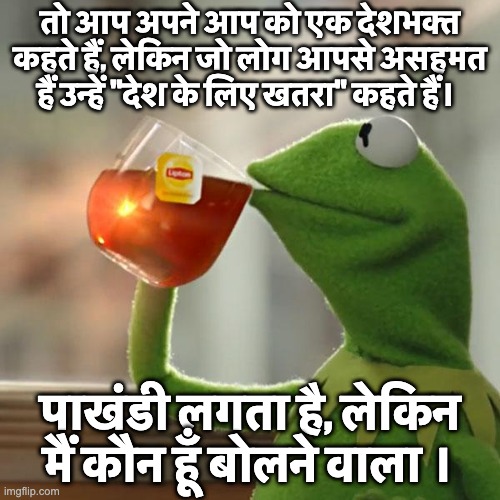 तो आप अपने आप को एक देशभक्त
कहते हैं, लेकिन जो लोग आपसे असहमत
हैं उन्हें "देश के लिए खतरा" कहते हैं।
Lipton
पाखंडी लगता है, लेकिन
मैं कौन हूँ बोलने वाला ।
imgflip.com